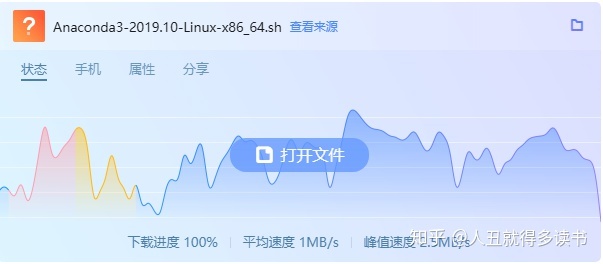 Anaconda3-2019.10-Linux-x86_64.sh 查看来源
状态 手机 属性 分享
打开文件
下载进度 100% 平均速度 1MB/s 峰值速度 2.5MB/s
知乎 @人丑就得多读书